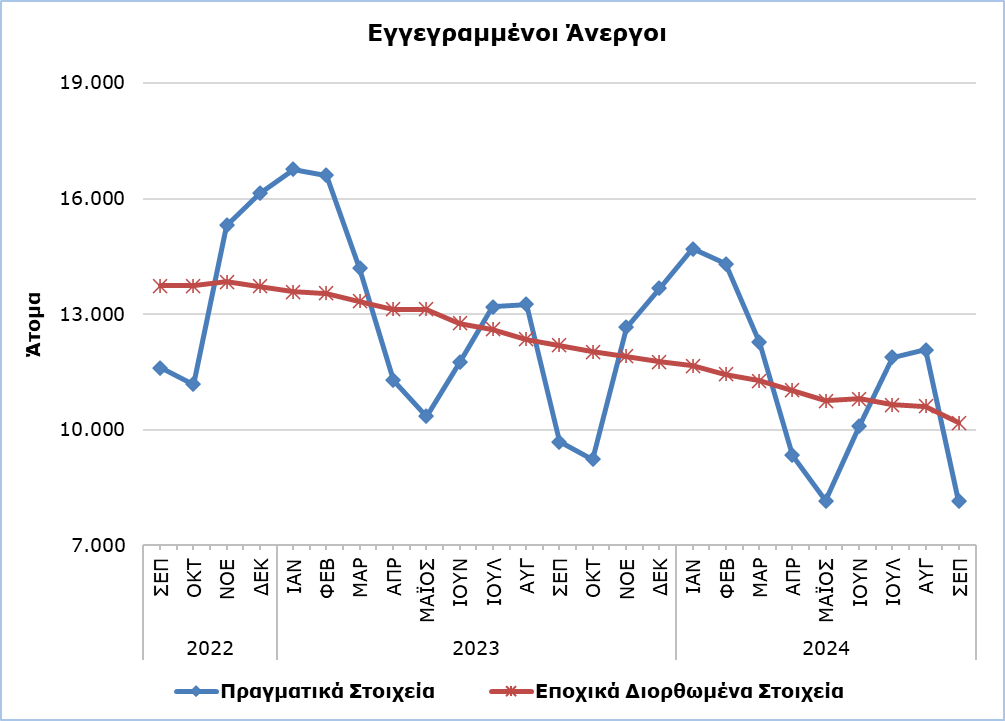 Εγγεγραμμένοι Άνεργοι
19.000
16.000
13.000
10.000
7.000
Άτομα
ΣΕΠ ΟΚΤ ΝΟΕ ΔΕΚ ΙΑΝ ΦΕΒ ΜΑΡ ΑΠΡ ΜΑΪΟΣ ΙΟΥΝ ΙΟΥΛ ΑΥΓ ΣΕΠ ΟΚΤ ΝΟΕ ΔΕΚ ΙΑΝ ΦΕΒ ΜΑΡ ΑΠΡ ΜΑΪΟΣ ΙΟΥΝ ΙΟΥΛ ΑΥΓ ΣΕΠ
2022 2023 2024
Πραγματικά Στοιχεία Εποχικά Διορθωμένα Στοιχεία